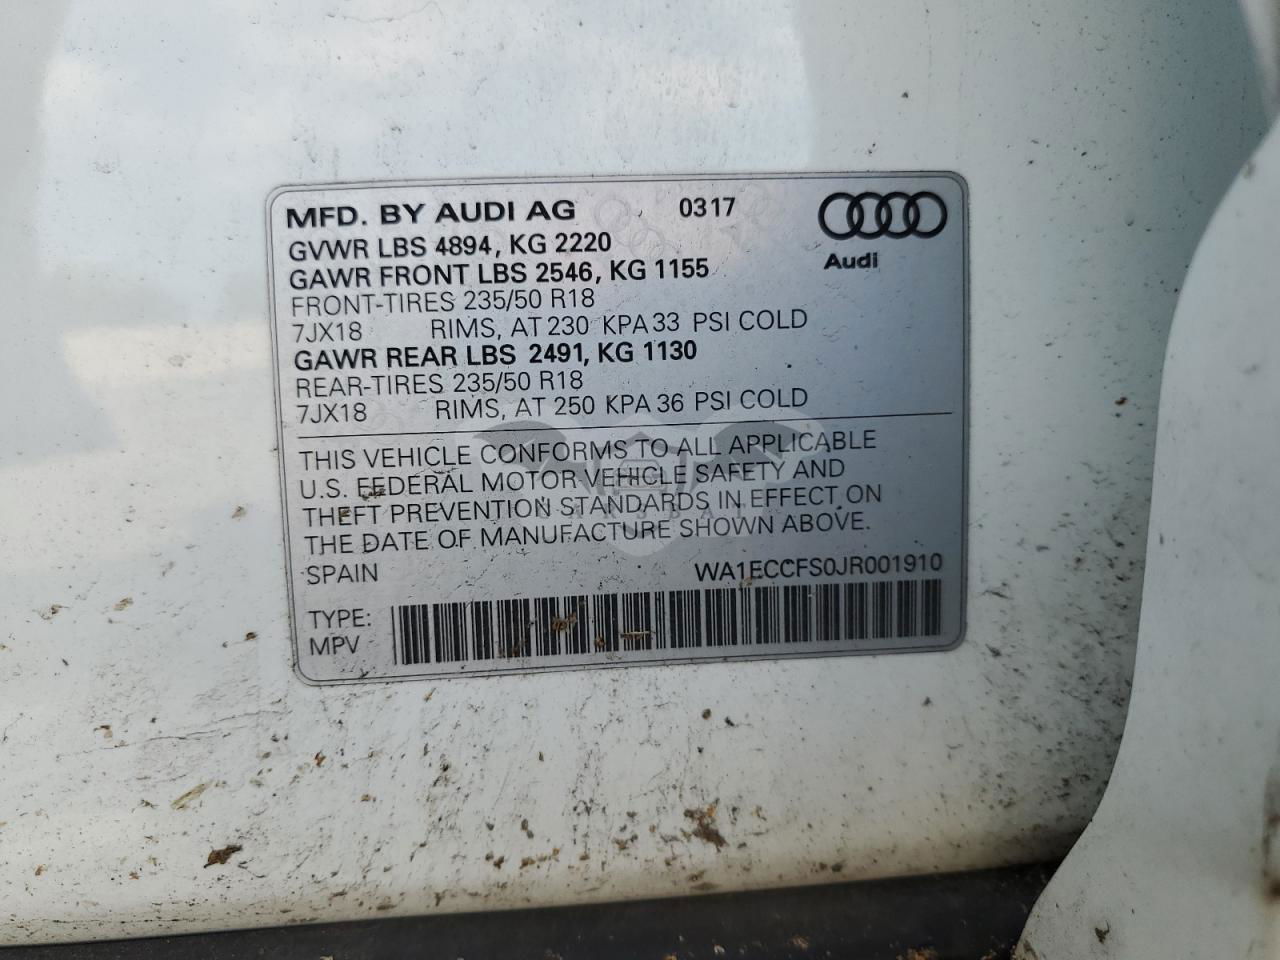 MFD. BY AUDI AG 0317
GVWR LBS 4894, KG 2220
Audi
GAWR FRONT LBS 2546, KG 1155
FRONT-TIRES 235/50 R18
7JX18 RIMS, AT 230 KPA 33 PSI COLD
GAWR REAR LBS 2491, KG 1130
REAR-TIRES 235/50 R18
7JX18 RIMS, AT 250 KPA 36 PSI COLD
THIS VEHICLE CONFORMS TO ALL APPLICABLE
U.S. FEDERAL MOTOR VEHICLE SAFETY AND
THEFT PREVENTION STANDARDS IN EFFECT ON
THE DATE OF MANUFACTURE SHOWN ABOVE.
SPAIN WA1ECCFS0JR001910
TYPE:
MPV